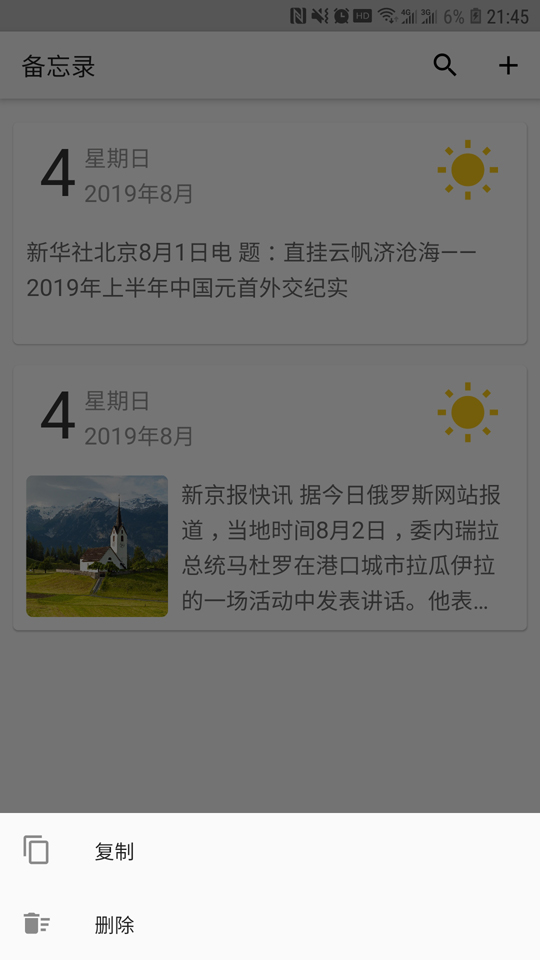 HD 4G 3G 6% 21:45
备忘录
4 星期日
2019年8月
新华社北京8月1日电 题：直挂云帆济沧海——
2019年上半年中国元首外交纪实
4 星期日
2019年8月
新京报快讯 据今日俄罗斯网站报
道，当地时间8月2日，委内瑞拉
总统马杜罗在港口城市拉瓜伊拉
的一场活动中发表讲话。他表…
复制
删除